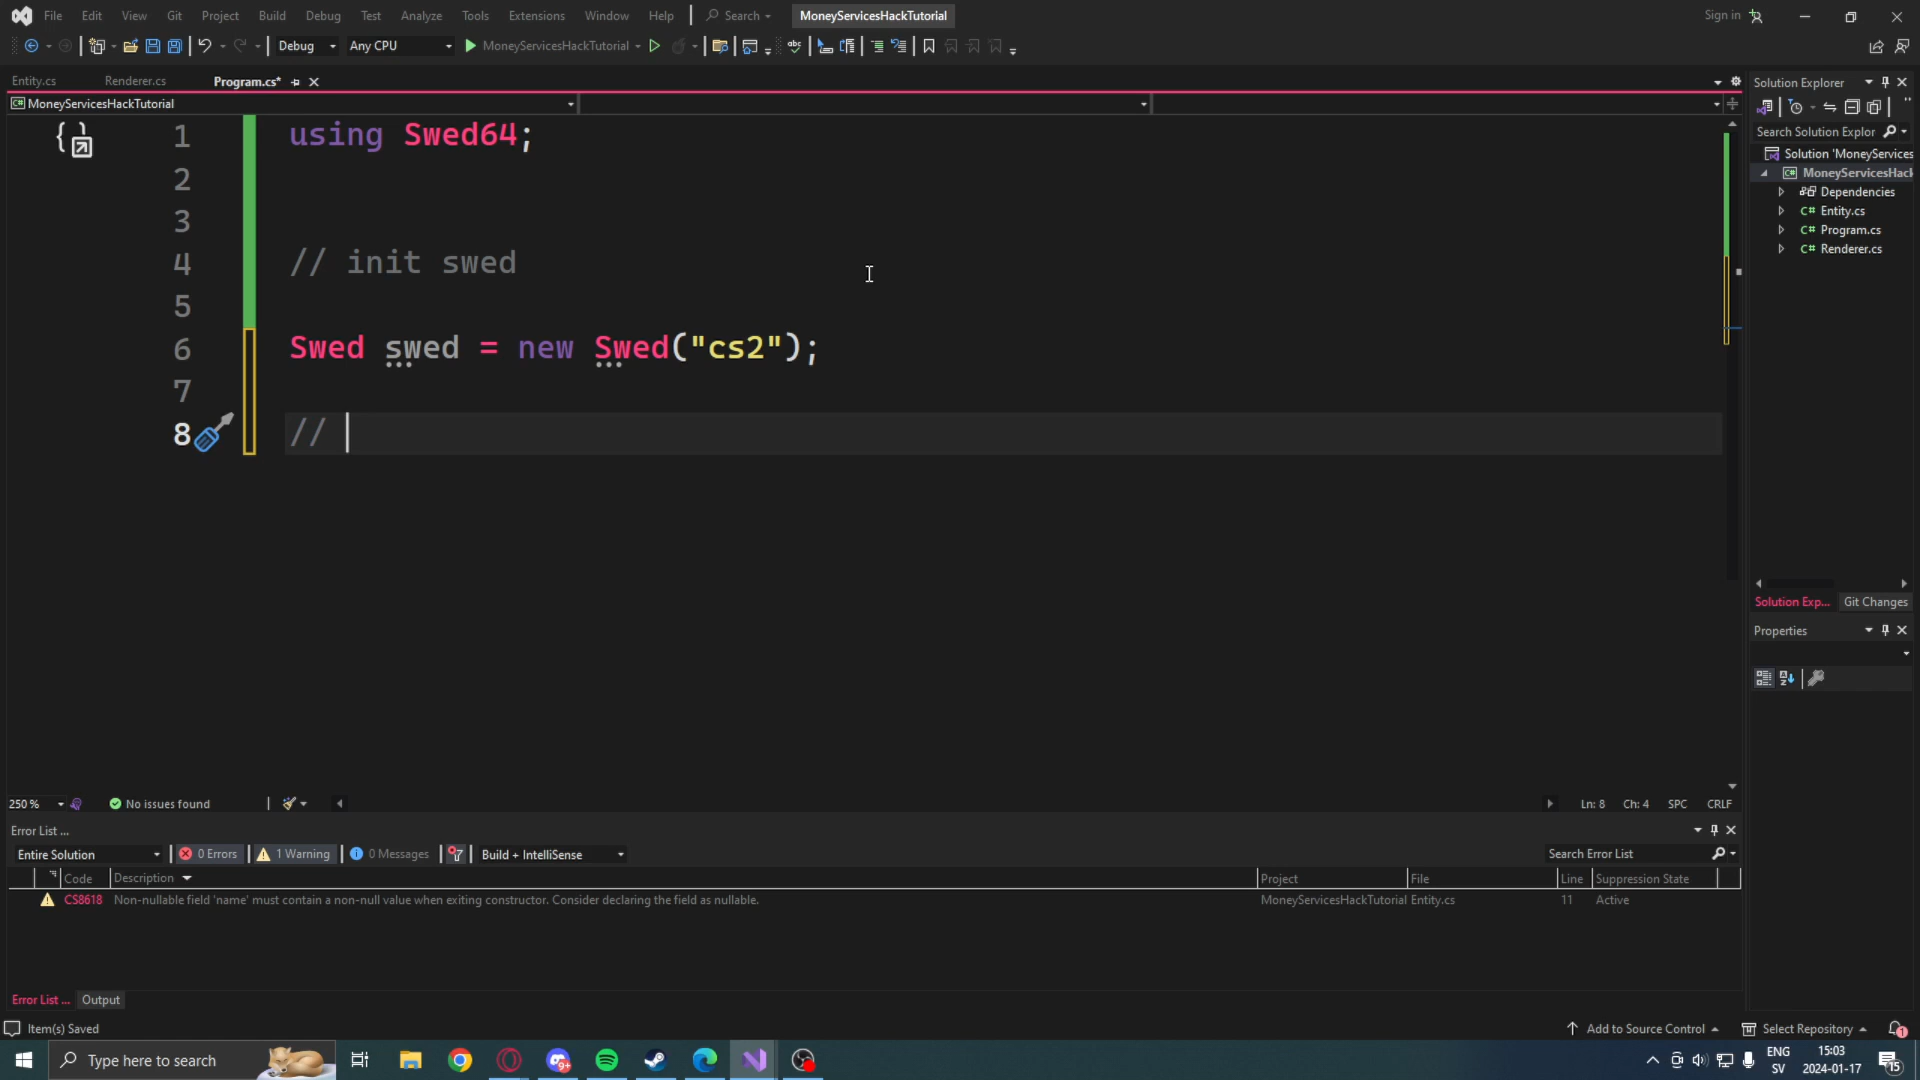 File Edit View Git Project Build Debug Test Analyze Tools Extensions Window Help Search MoneyServicesHackTutorial Sign in
Debug Any CPU MoneyServicesHackTutorial
Entity.cs Renderer.cs Program.cs*
MoneyServicesHackTutorial
1 using Swed64;
2
3
4 // init swed
5
6 Swed swed = new Swed("cs2");
7
8 //
Solution Explorer
Search Solution Explor
Solution 'MoneyServices
MoneyServicesHack
Dependencies
C# Entity.cs
C# Program.cs
C# Renderer.cs
Solution Exp... Git Changes
Properties
250 % No issues found Ln: 8 Ch: 4 SPC CRLF
Error List ...
Entire Solution 0 Errors 1 Warning 0 Messages Build + IntelliSense Search Error List
Code Description Project File Line Suppression State
CS8618 Non-nullable field 'name' must contain a non-null value when exiting constructor. Consider declaring the field as nullable. MoneyServicesHackTutorial Entity.cs 11 Active
Error List ... Output
Item(s) Saved Add to Source Control Select Repository 1
Type here to search 9+ ENG SV 15:03 2024-01-17 15